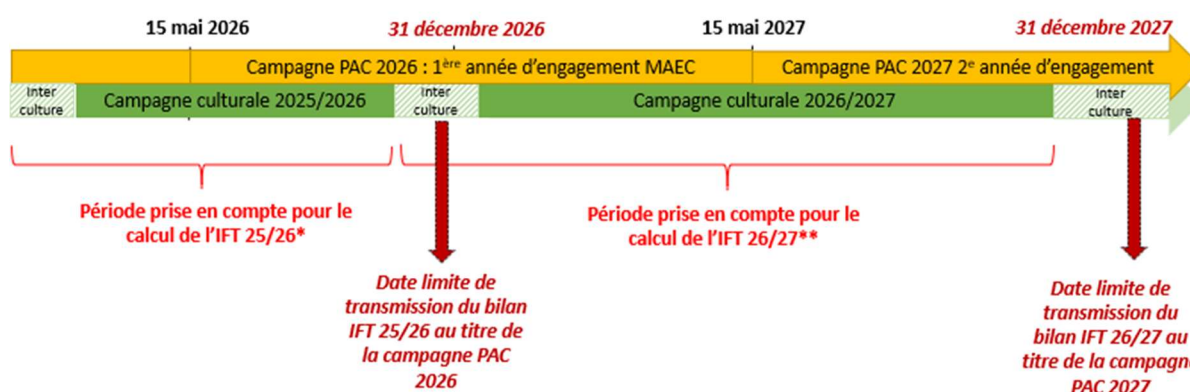 15 mai 2026
31 décembre 2026
15 mai 2027
31 décembre 2027
Campagne PAC 2026 : 1ère année d’engagement MAEC
Campagne PAC 2027 2e année d’engagement
Inter
culture
Campagne culturale 2025/2026
Inter
culture
Campagne culturale 2026/2027
Inter
culture
Période prise en compte pour le
calcul de l’IFT 25/26*
Période prise en compte pour le
calcul de l’IFT 26/27**
Date limite de
transmission du bilan
IFT 25/26 au titre de
la campagne PAC
2026
Date limite de
transmission du
bilan IFT 26/27 au
titre de la campagne
PAC 2027